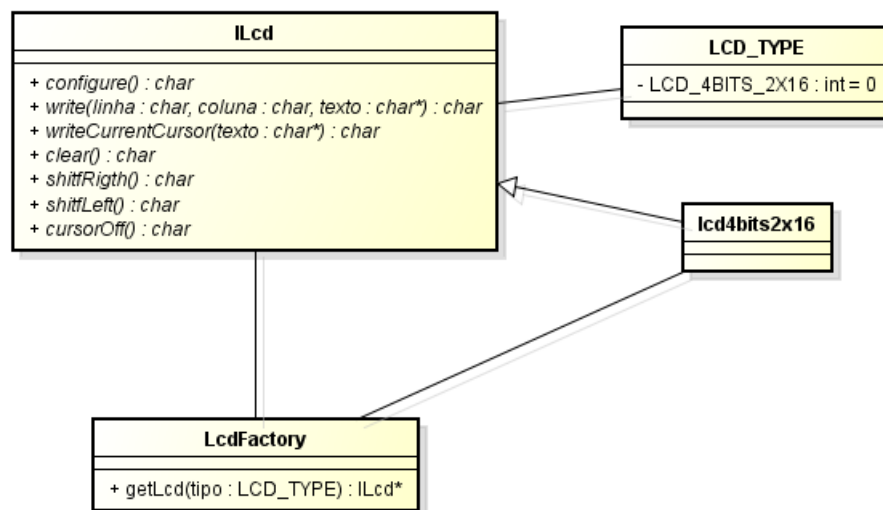 ILcd
+ configure() : char
+ write(linha : char, coluna : char, texto : char*) : char
+ writeCurrentCursor(texto : char*) : char
+ clear() : char
+ shitfRigth() : char
+ shitfLeft() : char
+ cursorOff() : char
LCD_TYPE
- LCD_4BITS_2X16 : int = 0
lcd4bits2x16
LcdFactory
+ getLcd(tipo : LCD_TYPE) : ILcd*